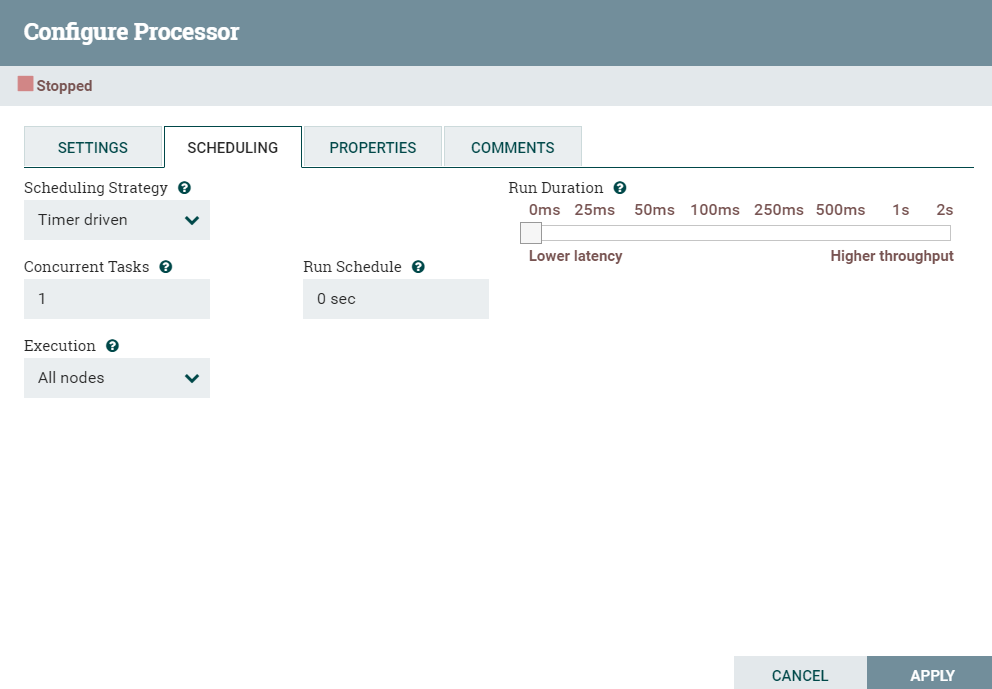 Configure Processor
Stopped
SETTINGS
SCHEDULING
PROPERTIES
COMMENTS
Scheduling Strategy ?
Timer driven
Run Duration ?
0ms 25ms 50ms 100ms 250ms 500ms 1s 2s
Lower latency Higher throughput
Concurrent Tasks ?
1
Run Schedule ?
0 sec
Execution ?
All nodes
CANCEL
APPLY